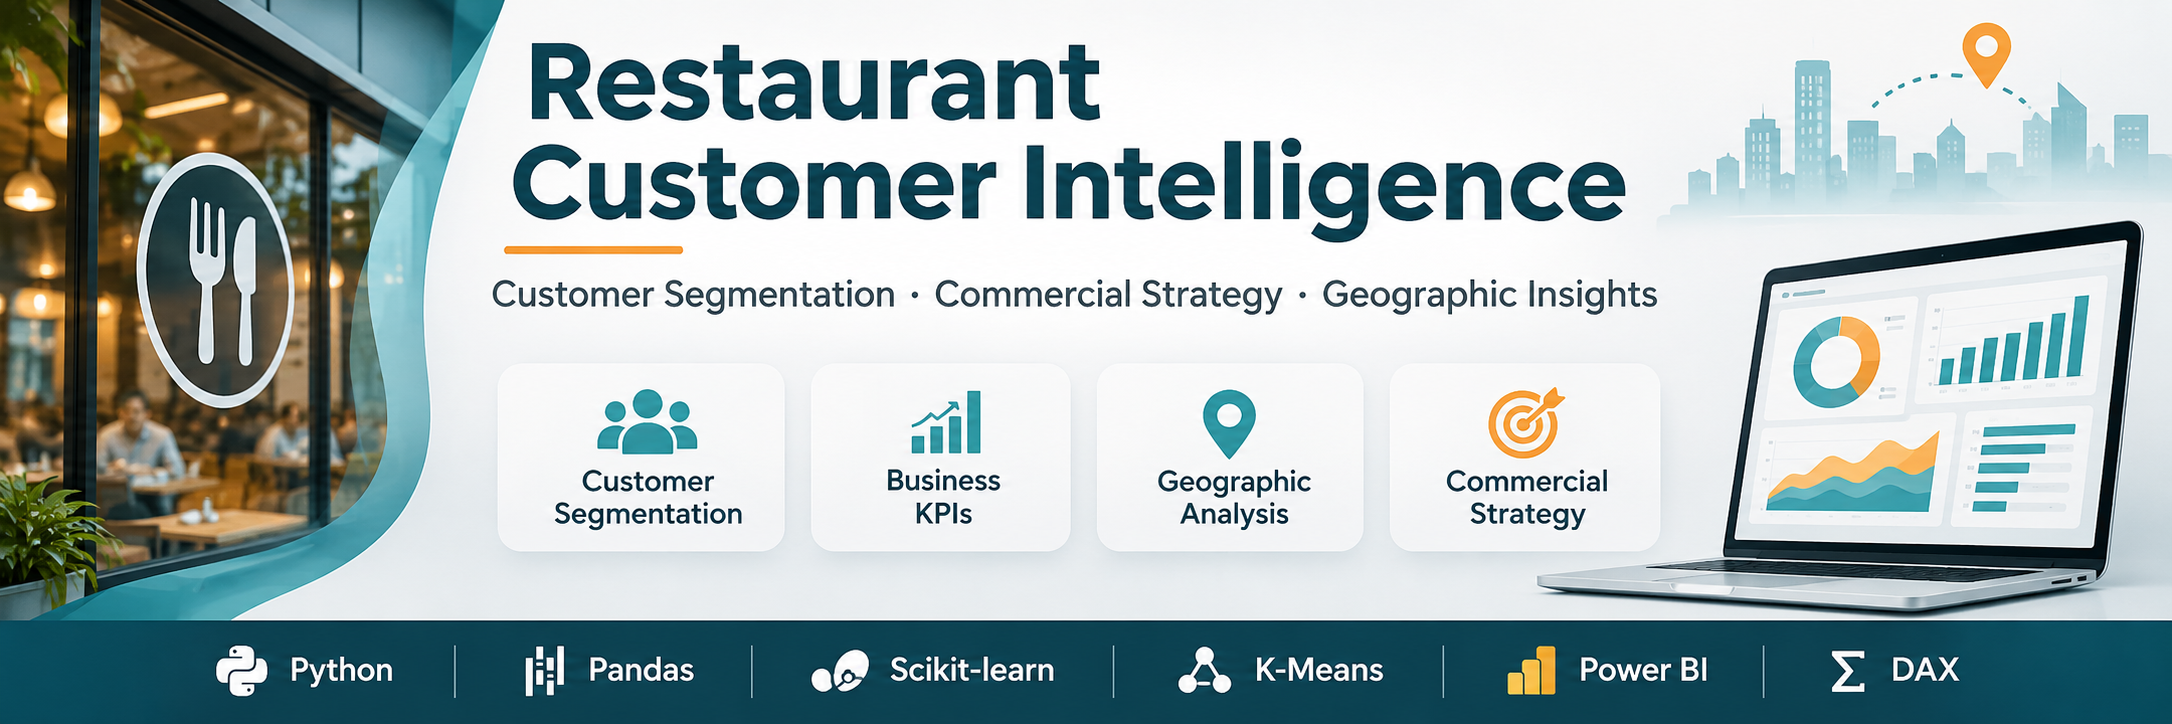 Restaurant
Customer Intelligence
Customer Segmentation · Commercial Strategy · Geographic Insights
Customer
Segmentation
Business
KPIs
Geographic
Analysis
Commercial
Strategy
Python
Pandas
Scikit-learn
K-Means
Power BI
DAX